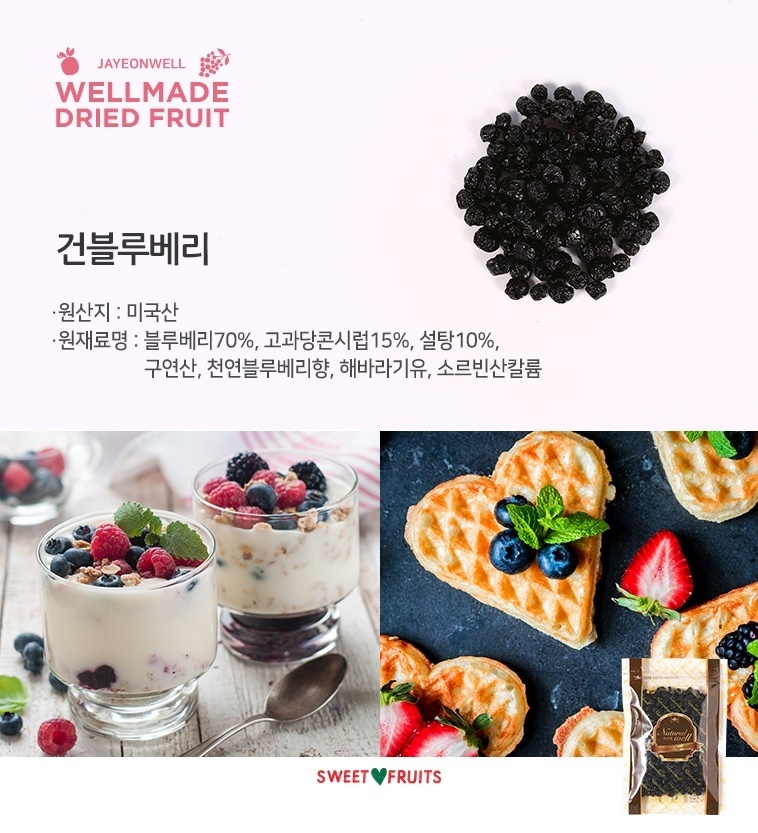 JAYEONWELL
WELLMADE
DRIED FRUIT
건블루베리
·원산지 : 미국산
·원재료명 : 블루베리70%, 고과당콘시럽15%, 설탕10%,
구연산, 천연블루베리향, 해바라기유, 소르빈산칼륨
SWEET♥FRUITS
Natural
well